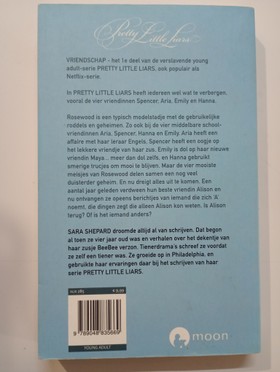 Pretty Little Liars
VRIENDSCHAP - het 1e deel van de verslavende young
adult-serie PRETTY LITTLE LIARS, ook populair als
Netflix-serie.
In PRETTY LITTLE LIARS heeft iedereen wel wat te verbergen,
vooral de vier vriendinnen Spencer, Aria, Emily en Hanna.
Rosewood is een typisch modelstadje met de gebruikelijke
roddels en geheimen. Zo ook bij de vier middelbare school-
vriendinnen Aria, Spencer, Hanna en Emily. Aria heeft een
affaire met haar leraar Engels, Spencer heeft een oogje op
het lekkere vriendje van haar zus, Emily is dol op haar nieuwe
vriendin Maya... meer dan dat zelfs, en Hanna gebruikt
smerige trucjes om mooi te blijven. Maar de vier mooiste
meisjes van Rosewood delen samen een nog veel
duisterder geheim. En nu dreigt alles uit te komen. Een
aantal jaar geleden verdween hun beste vriendin Alison en
nu ontvangen ze opeens berichtjes van iemand die zich 'A'
noemt, die dingen zegt die alleen Alison kan weten. Is Alison
terug? Of is het iemand anders?
SARA SHEPARD droomde altijd al van schrijven. Dat begon
al toen ze vier jaar oud was en verhalen over het dekentje van
haar zusje BeeBee verzon. Tienerdrama's schreef ze voordat
ze zelf een tiener was. Ze groeide op in Philadelphia, en
gebruikte haar ervaringen daar bij het schrijven van haar
serie PRETTY LITTLE LIARS.
NUR 285
9 789048 835669
YOUNG ADULT
moon